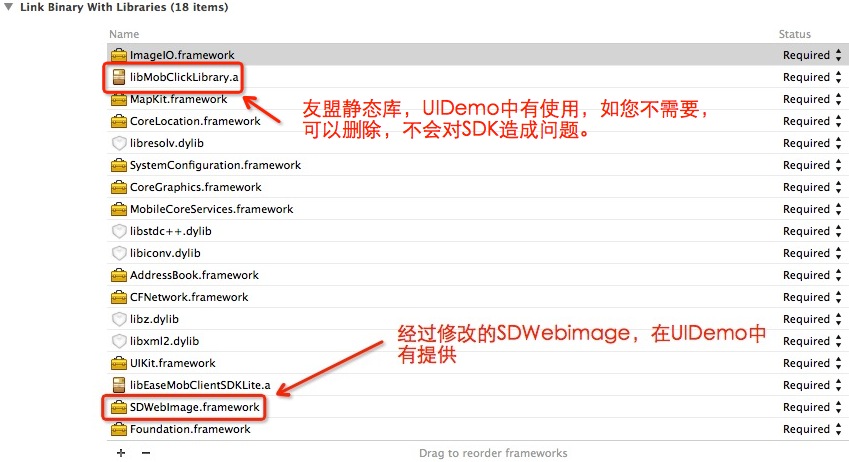 Link Binary With Libraries (18 items)
Name Status
ImageIO.framework Required
libMobClickLibrary.a Required
MapKit.framework Required
友盟静态库，UIDemo中有使用，如您不需要，
CoreLocation.framework Required
可以删除，不会对SDK造成问题。
libresolv.dylib Required
SystemConfiguration.framework Required
CoreGraphics.framework Required
MobileCoreServices.framework Required
libstdc++.dylib Required
libiconv.dylib Required
AddressBook.framework Required
CFNetwork.framework Required
libz.dylib Required
经过修改的SDWebimage，在UIDemo中
libxml2.dylib Required
有提供
UIKit.framework Required
libEaseMobClientSDKLite.a Required
SDWebImage.framework Required
Foundation.framework Required
+ − Drag to reorder frameworks